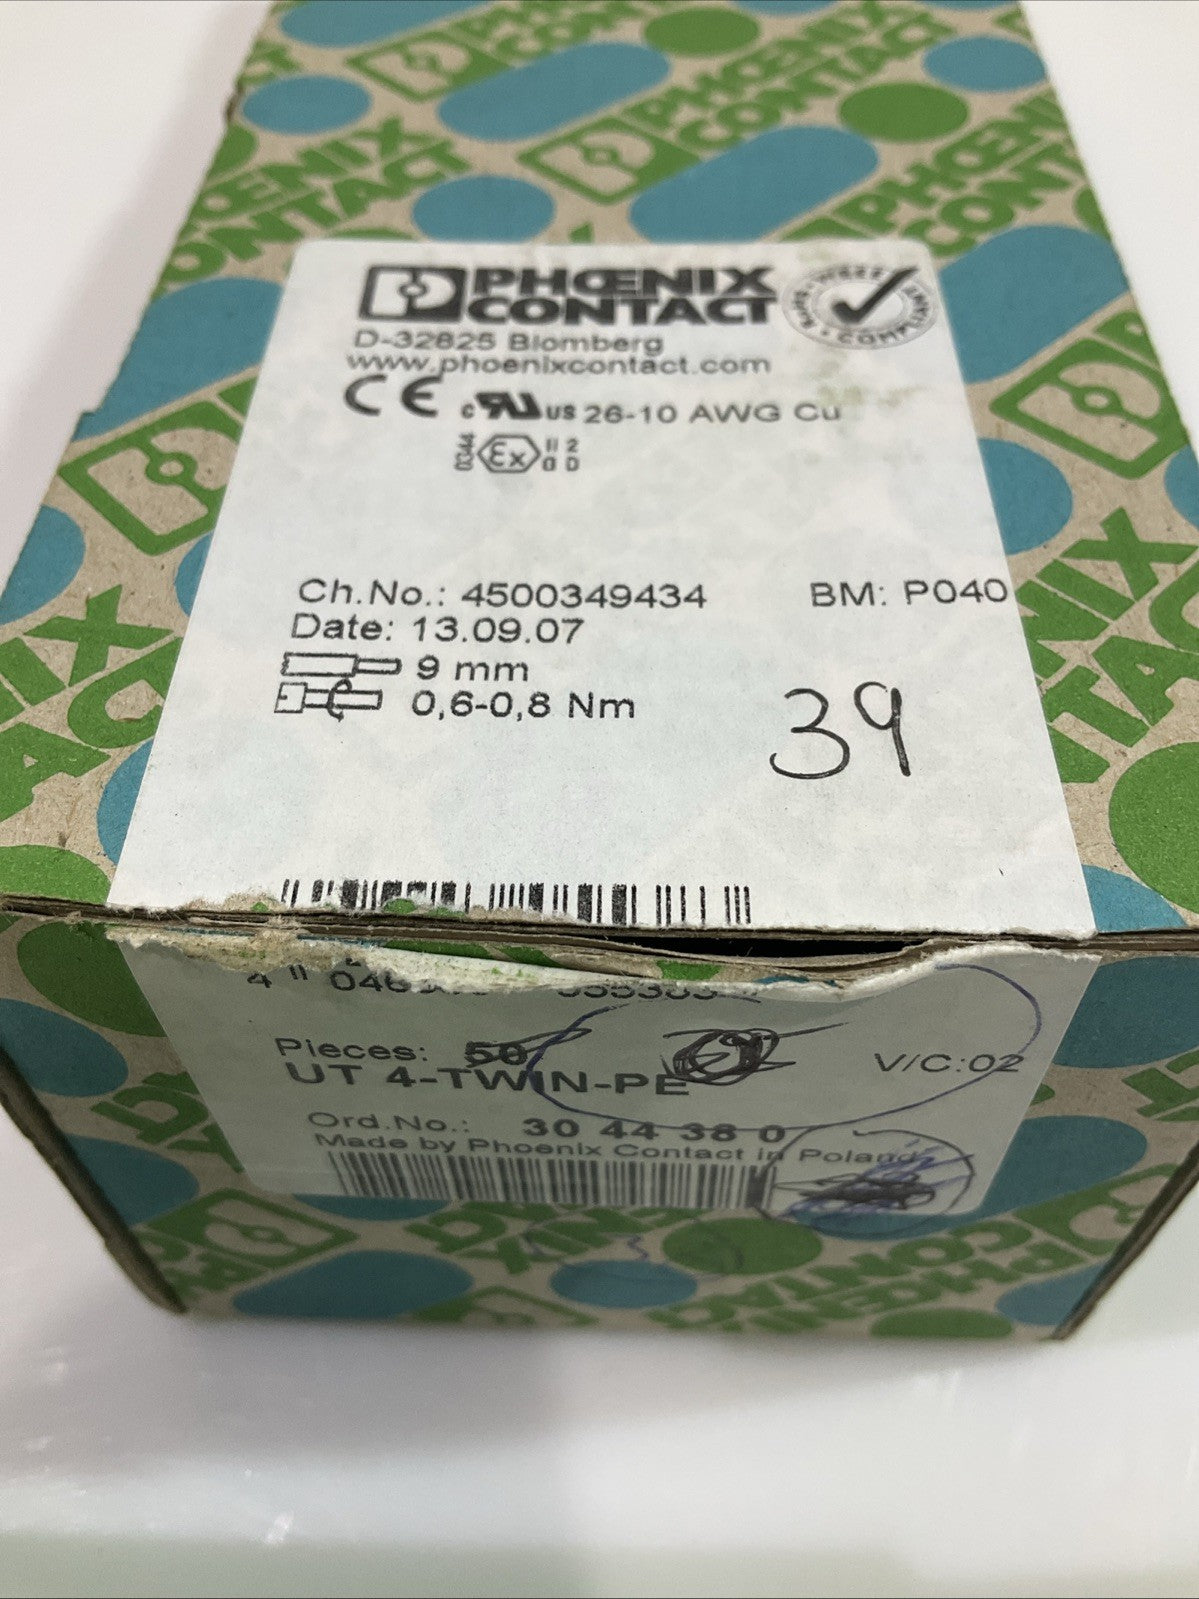 PHŒNIX
CONTACT
D-32825 Blomberg
www.phoenixcontact.com
CE c US 26-10 AWG Cu
0344 Ex II 2 G D
Ch.No.: 4500349434 BM: P040
Date: 13.09.07
9 mm
0,6-0,8 Nm
39
Pieces: 50 V/C:02
UT 4-TWIN-PE
Ord.No.: 30 44 38 0
Made by Phoenix Contact in Poland